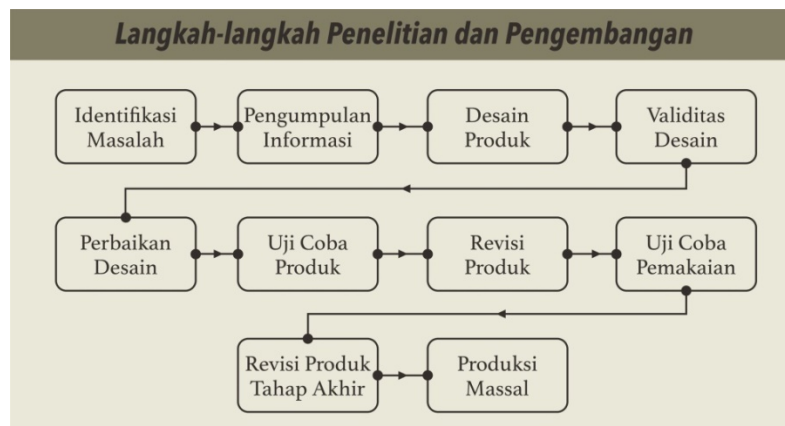 Langkah-langkah Penelitian dan Pengembangan
Identifikasi
Masalah
Pengumpulan
Informasi
Desain
Produk
Validitas
Desain
Perbaikan
Desain
Uji Coba
Produk
Revisi
Produk
Uji Coba
Pemakaian
Revisi Produk
Tahap Akhir
Produksi
Massal